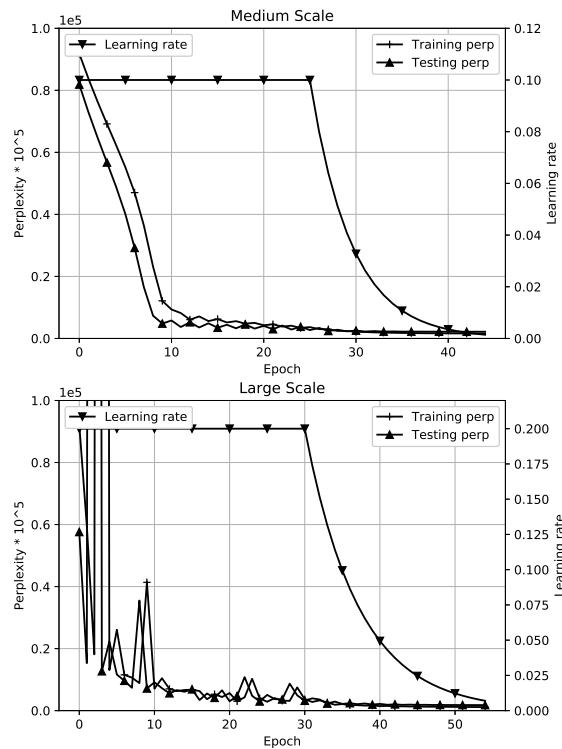 Medium Scale
1e5
Learning rate
Training perp
Testing perp
1.0
0.8
0.6
0.4
0.2
0.0
Perplexity * 10^5
0.12
0.10
0.08
0.06
0.04
0.02
0.00
Learning rate
0
10
20
30
40
Epoch
Large Scale
1e5
Learning rate
Training perp
Testing perp
1.0
0.8
0.6
0.4
0.2
0.0
Perplexity * 10^5
0.200
0.175
0.150
0.125
0.100
0.075
0.050
0.025
0.000
Learning rate
0
10
20
30
40
50
Epoch